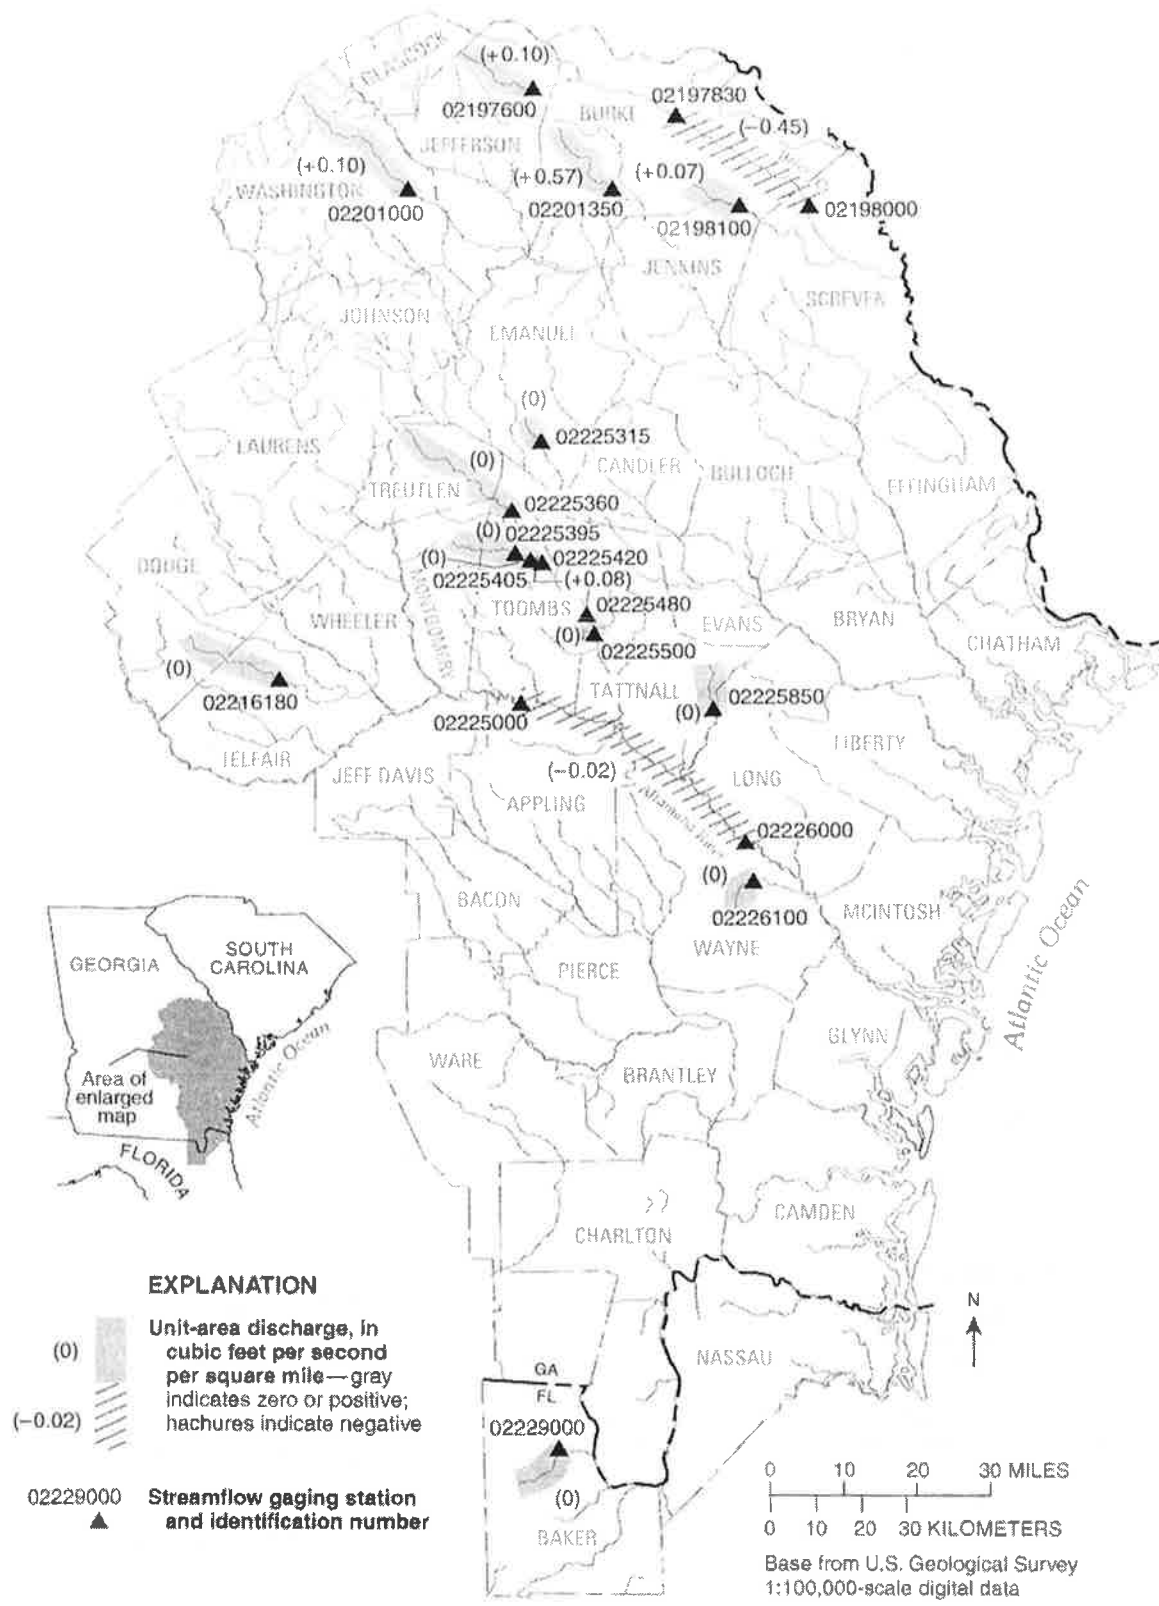 (+0.10)
GLASCOCK
02197600
02197830
BURKE
(−0.45)
JEFFERSON
(+0.10)
WASHINGTON
(+0.57)
(+0.07)
02201000
02201350
02198100
02198000
JENKINS
SCREVEN
JOHNSON
EMANUEL
(0)
02225315
LAURENS
(0)
CANDLER
BULLOCH
EFFINGHAM
TREUTLEN
02225360
(0)
02225395
(0)
02225420
DODGE
02225405
(+0.08)
MONTGOMERY
TOOMBS
02225480
WHEELER
EVANS
BRYAN
(0)
02225500
CHATHAM
(0)
02216180
TATTNALL
02225850
02225000
(0)
TELFAIR
LIBERTY
JEFF DAVIS
(−0.02)
LONG
APPLING
Altamaha River
02226000
(0)
BACON
02226100
MCINTOSH
WAYNE
Atlantic Ocean
PIERCE
GLYNN
WARE
BRANTLEY
CAMDEN
CHARLTON
GEORGIA
SOUTH
CAROLINA
Area of
enlarged
map
Atlantic Ocean
FLORIDA
EXPLANATION
(0)
(−0.02)
Unit-area discharge, in
cubic feet per second
per square mile—gray
indicates zero or positive;
hachures indicate negative
02229000
Streamflow gaging station
and identification number
GA
FL
NASSAU
N
02229000
(0)
BAKER
0 10 20 30 MILES
0 10 20 30 KILOMETERS
Base from U.S. Geological Survey
1:100,000-scale digital data